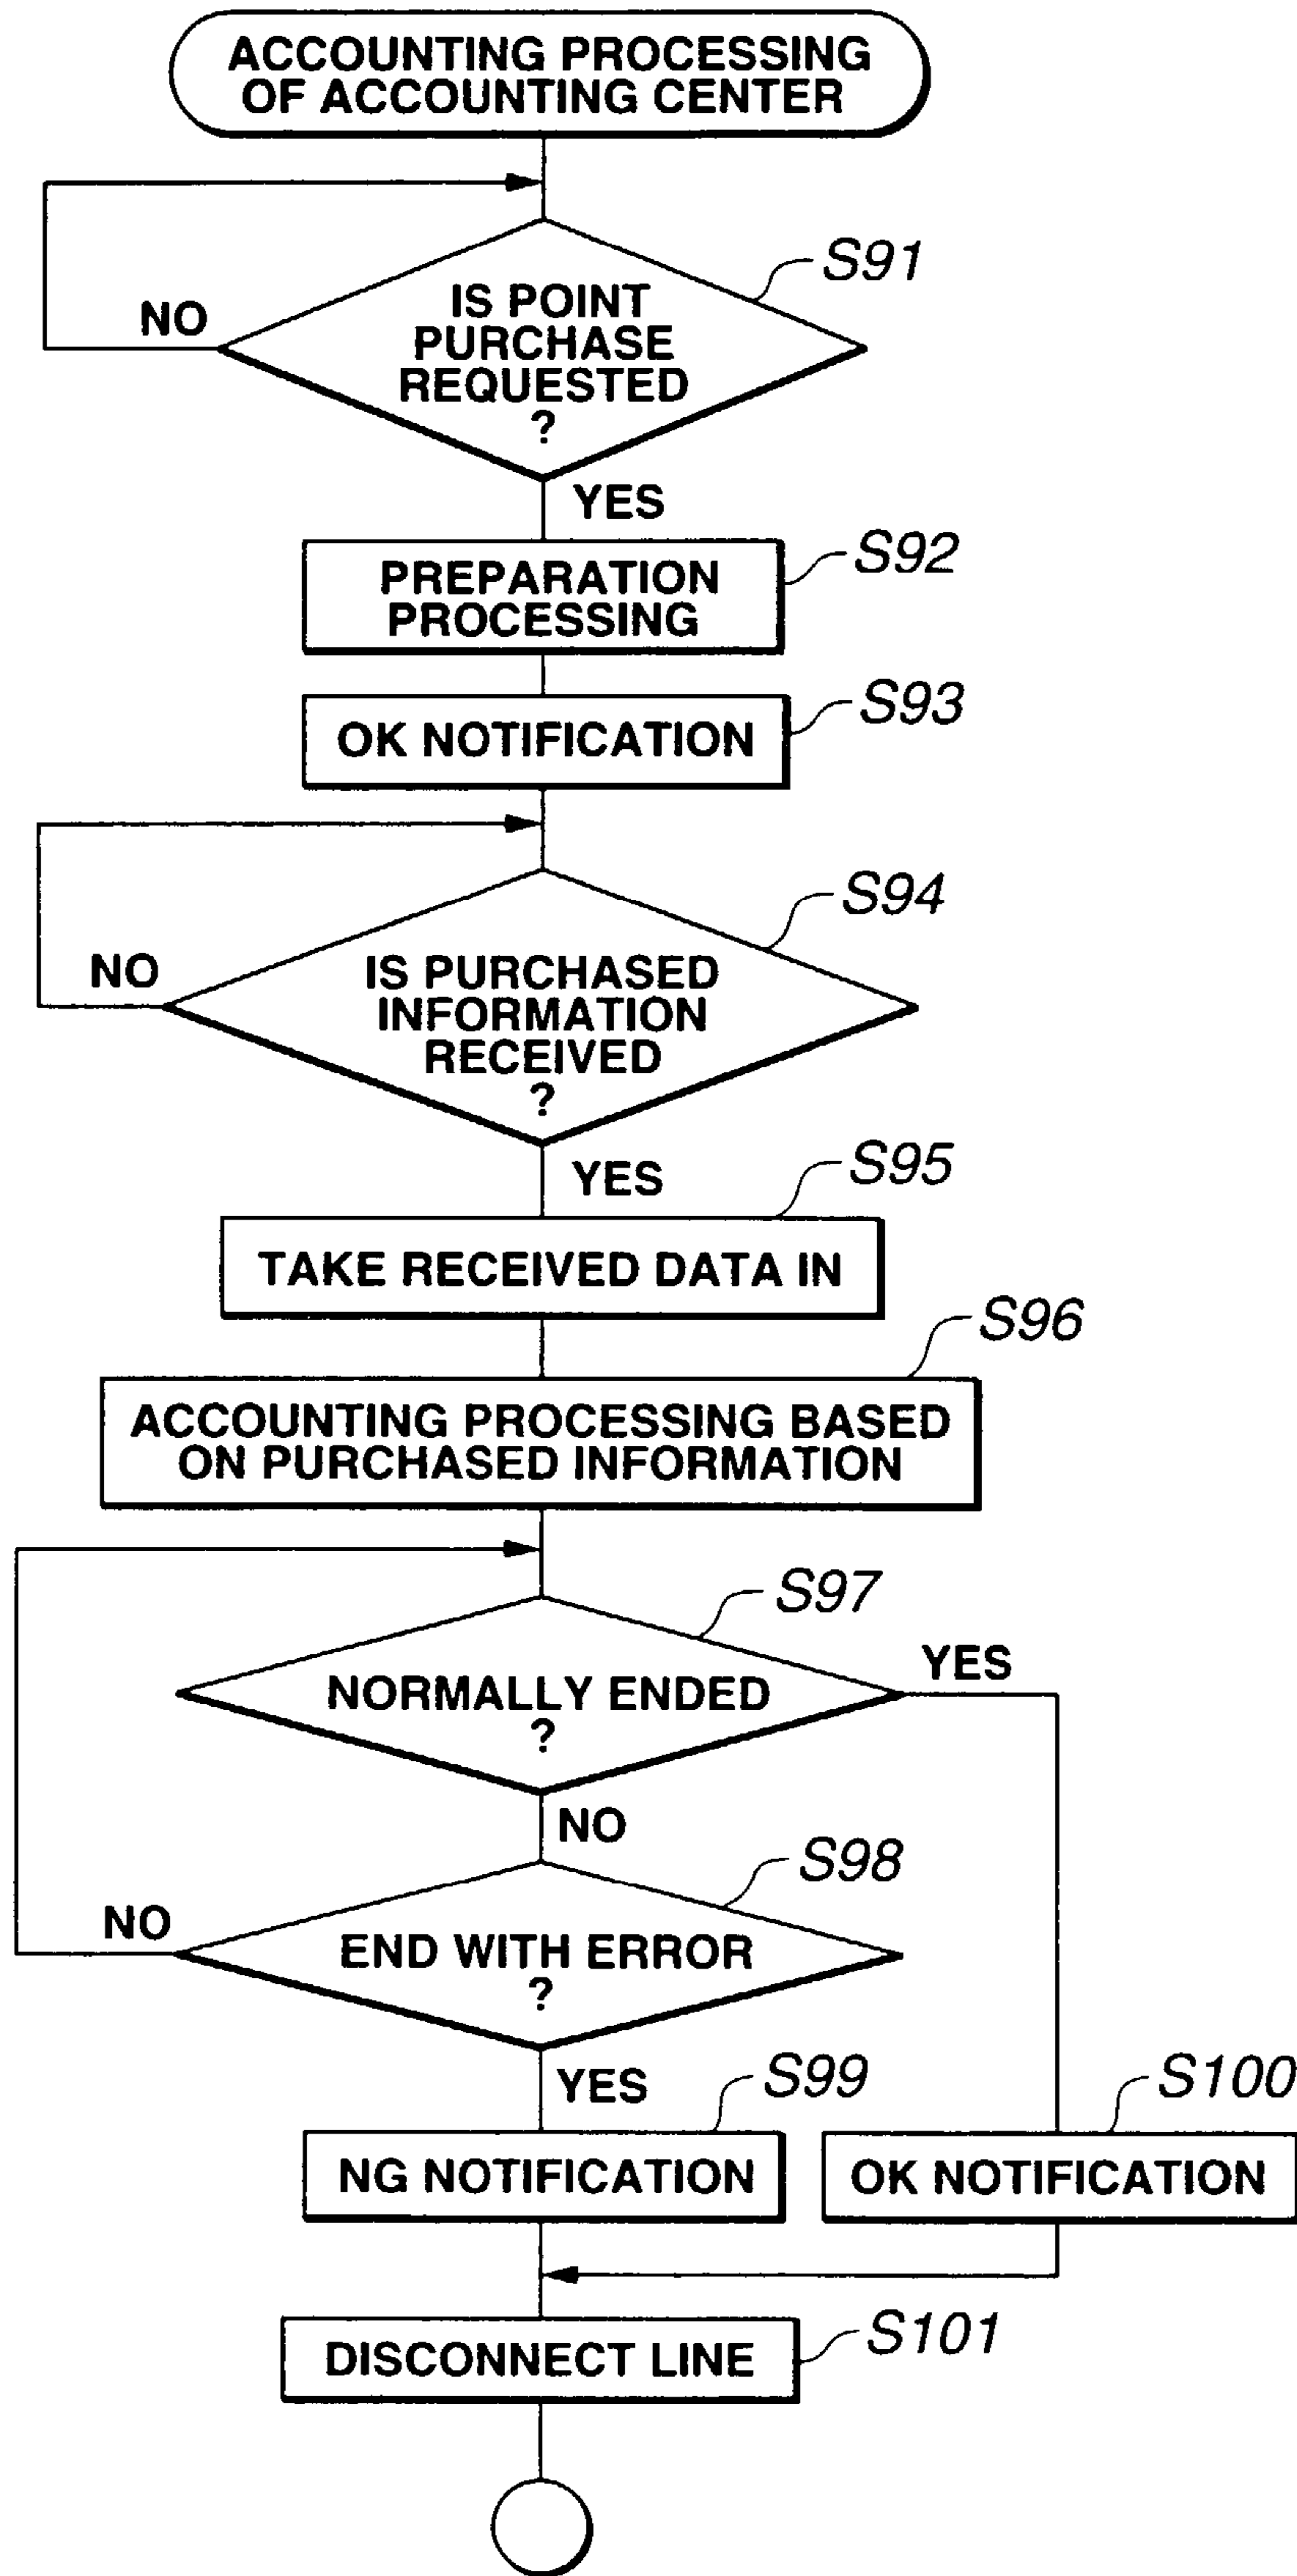 ACCOUNTING PROCESSING
OF ACCOUNTING CENTER
S91
NO
IS POINT
PURCHASE
REQUESTED
?
YES
S92
PREPARATION
PROCESSING
S93
OK NOTIFICATION
S94
NO
IS PURCHASED
INFORMATION
RECEIVED
?
YES
S95
TAKE RECEIVED DATA IN
S96
ACCOUNTING PROCESSING BASED
ON PURCHASED INFORMATION
S97
YES
NORMALLY ENDED
?
NO
S98
NO
END WITH ERROR
?
YES
S99
S100
NG NOTIFICATION
OK NOTIFICATION
S101
DISCONNECT LINE